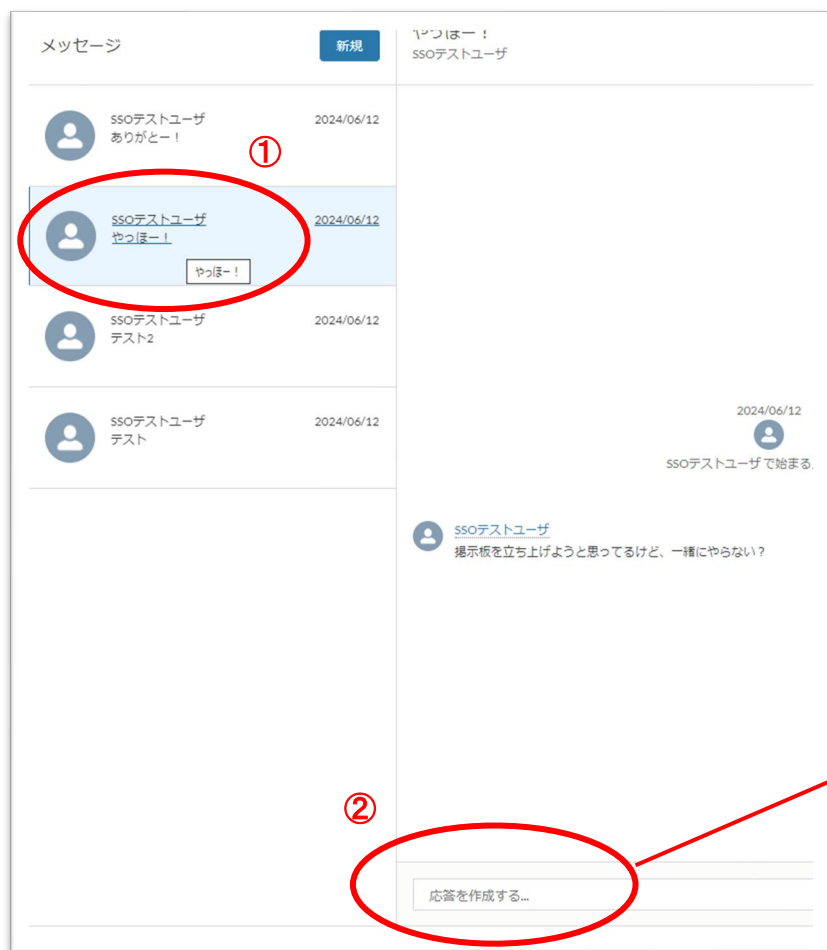 メッセージ
新規
やっほー！
SSOテストユーザ
SSOテストユーザ
2024/06/12
ありがとー！
①
SSOテストユーザ
2024/06/12
やっほー！
やっほー！
SSOテストユーザ
2024/06/12
テスト2
SSOテストユーザ
2024/06/12
テスト
2024/06/12
SSOテストユーザ で始まる
SSOテストユーザ
掲示板を立ち上げようと思ってるけど、一緒にやらない？
②
応答を作成する...